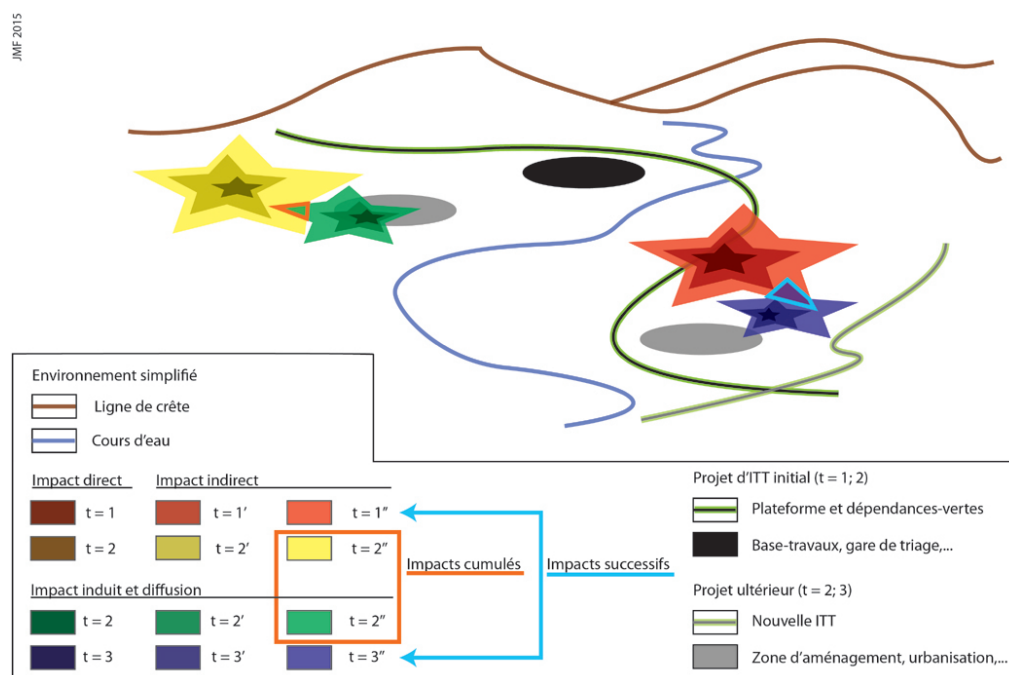 JMF 2015
Environnement simplifié
Ligne de crête
Cours d'eau
Impact direct
Impact indirect
t = 1
t = 1'
t = 1"
t = 2
t = 2'
t = 2"
Impact induit et diffusion
t = 2
t = 2'
t = 2"
t = 3
t = 3'
t = 3"
Impacts cumulés
Impacts successifs
Projet d'ITT initial (t = 1; 2)
Plateforme et dépendances-vertes
Base-travaux, gare de triage,...
Projet ultérieur (t = 2; 3)
Nouvelle ITT
Zone d'aménagement, urbanisation,...